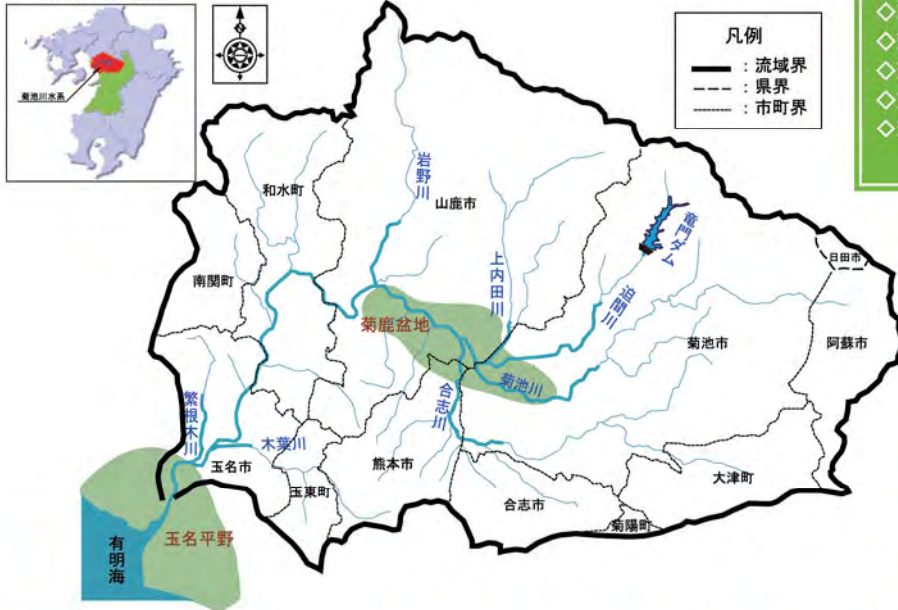 菊池川水系
N
凡例
：流域界
：県界
：市町界
◇
◇
◇
◇
◇
岩野川
和水町
山鹿市
竜門ダム
上内田川
日田市
南関町
迫間川
菊鹿盆地
菊池市
阿蘇市
菊池川
繁根木川
合志川
木葉川
玉名市
熊本市
大津町
玉東町
合志市
菊陽町
玉名平野
有明海